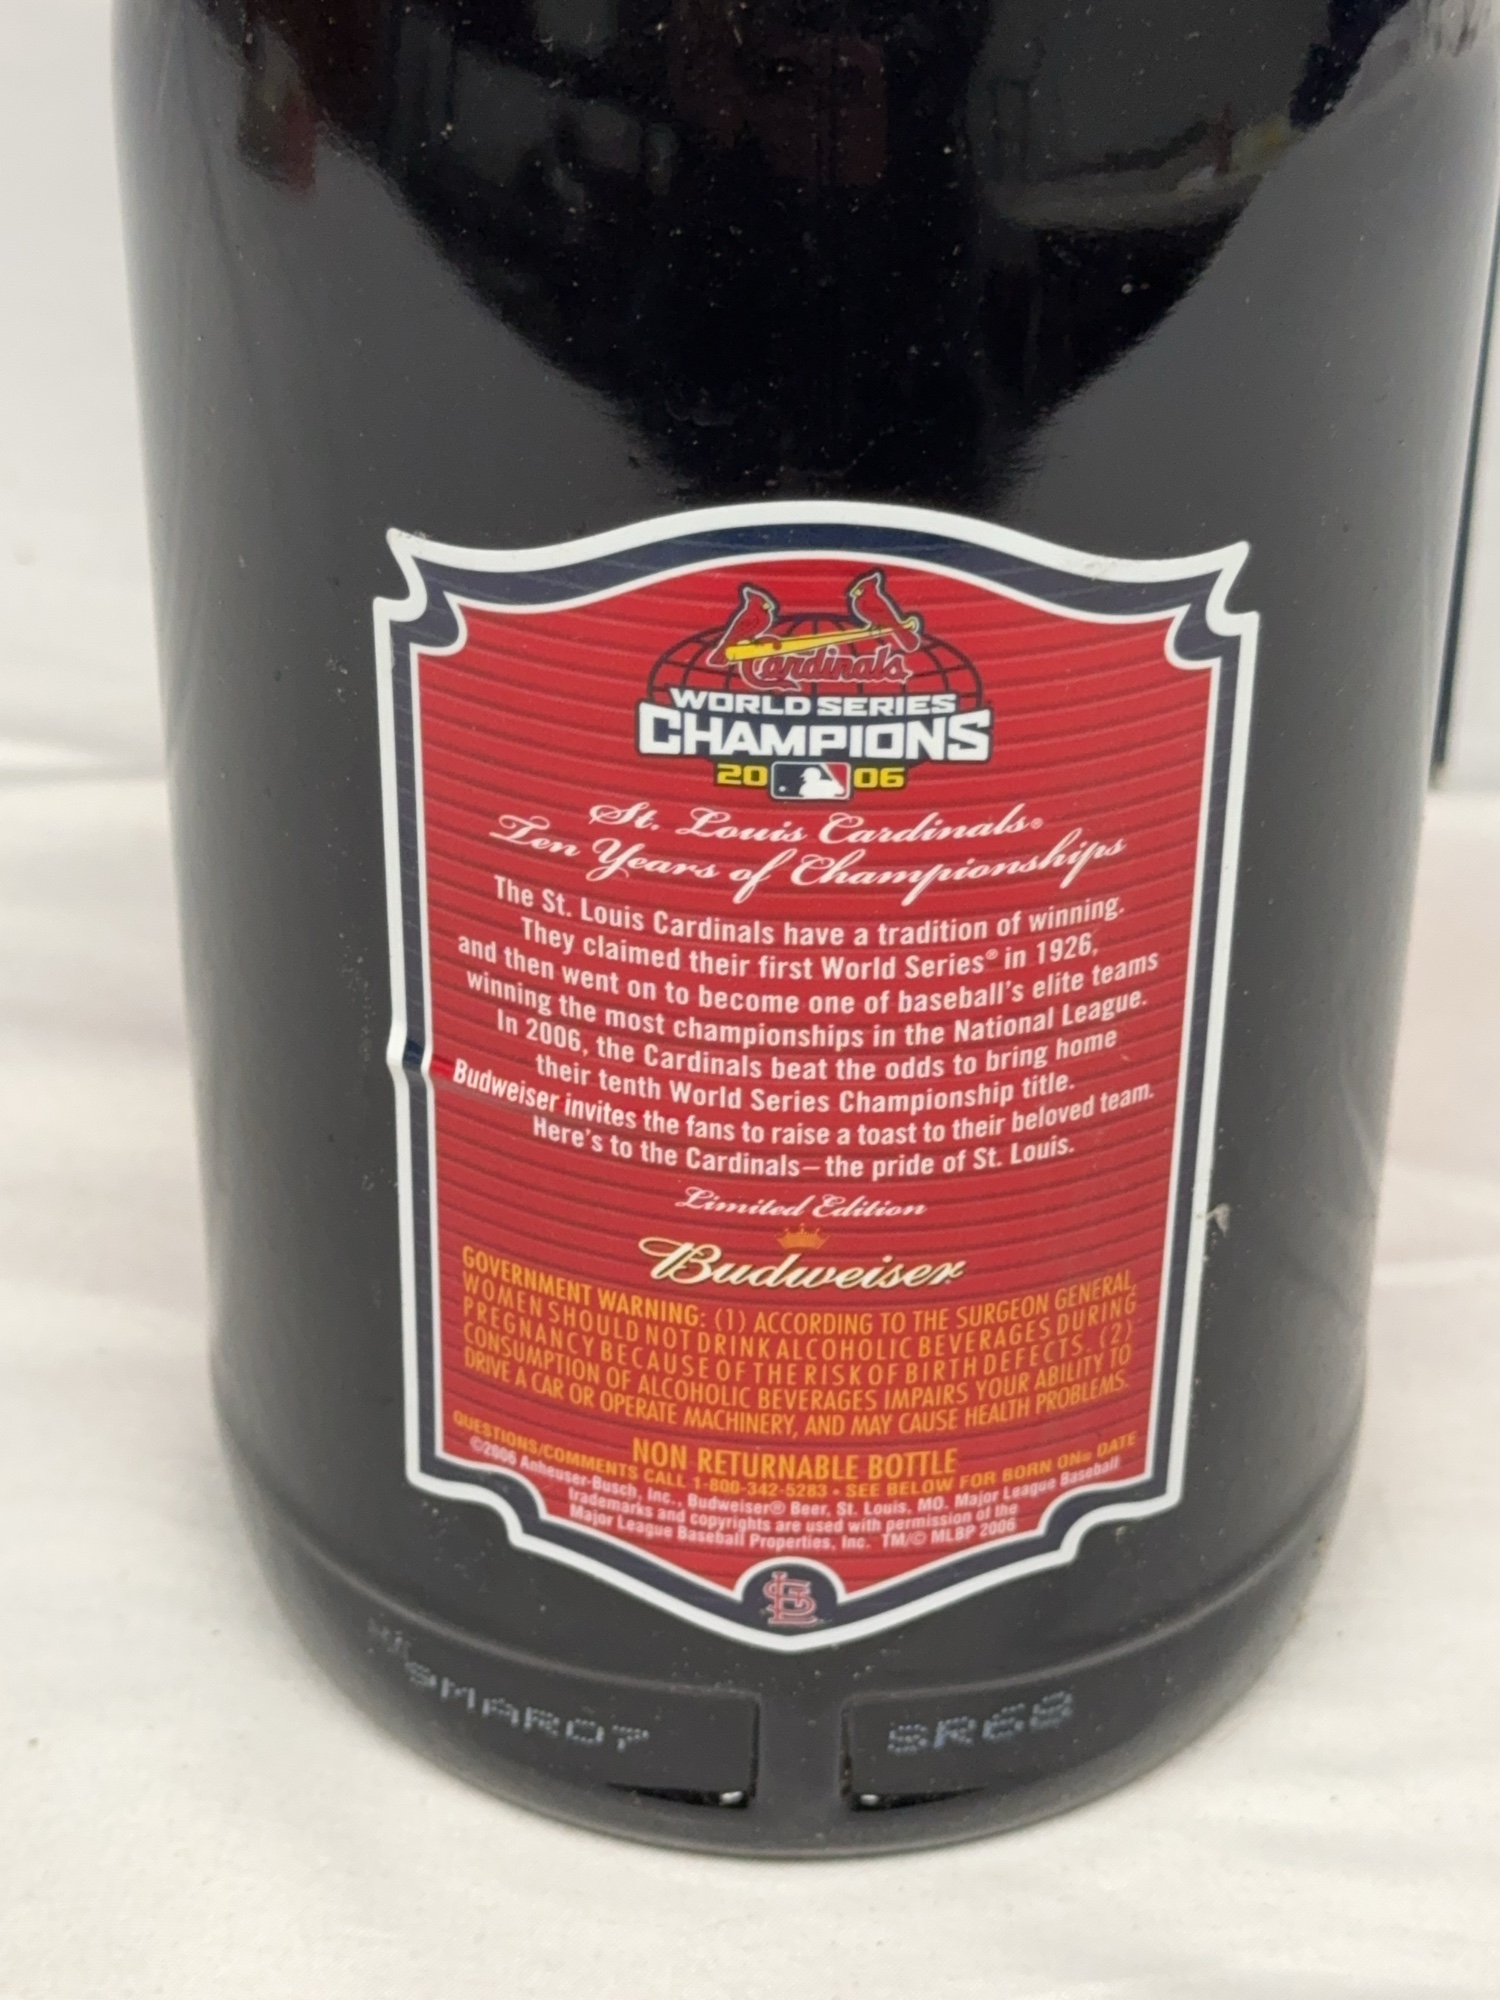 Cardinals
WORLD SERIES
CHAMPIONS
20 06
St. Louis Cardinals®
Ten Years of Championships
The St. Louis Cardinals have a tradition of winning.
They claimed their first World Series® in 1926,
and then went on to become one of baseball's elite teams
winning the most championships in the National League.
In 2006, the Cardinals beat the odds to bring home
their tenth World Series Championship title.
Budweiser invites the fans to raise a toast to their beloved team.
Here's to the Cardinals—the pride of St. Louis.
Limited Edition
Budweiser
GOVERNMENT WARNING: (1) ACCORDING TO THE SURGEON GENERAL,
WOMEN SHOULD NOT DRINK ALCOHOLIC BEVERAGES DURING
PREGNANCY BECAUSE OF THE RISK OF BIRTH DEFECTS. (2)
CONSUMPTION OF ALCOHOLIC BEVERAGES IMPAIRS YOUR ABILITY TO
DRIVE A CAR OR OPERATE MACHINERY, AND MAY CAUSE HEALTH PROBLEMS.
NON RETURNABLE BOTTLE
QUESTIONS/COMMENTS CALL 1-800-342-5283 • SEE BELOW FOR BORN ON® DATE
©2006 Anheuser-Busch, Inc., Budweiser® Beer, St. Louis, MO. Major League Baseball
trademarks and copyrights are used with permission of the
Major League Baseball Properties, Inc. TM/© MLBP 2006
STL